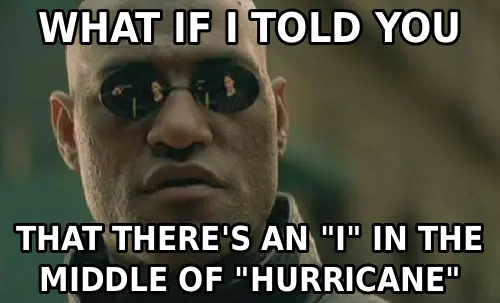 WHAT IF I TOLD YOU
THAT THERE'S AN "I" IN THE
MIDDLE OF "HURRICANE"